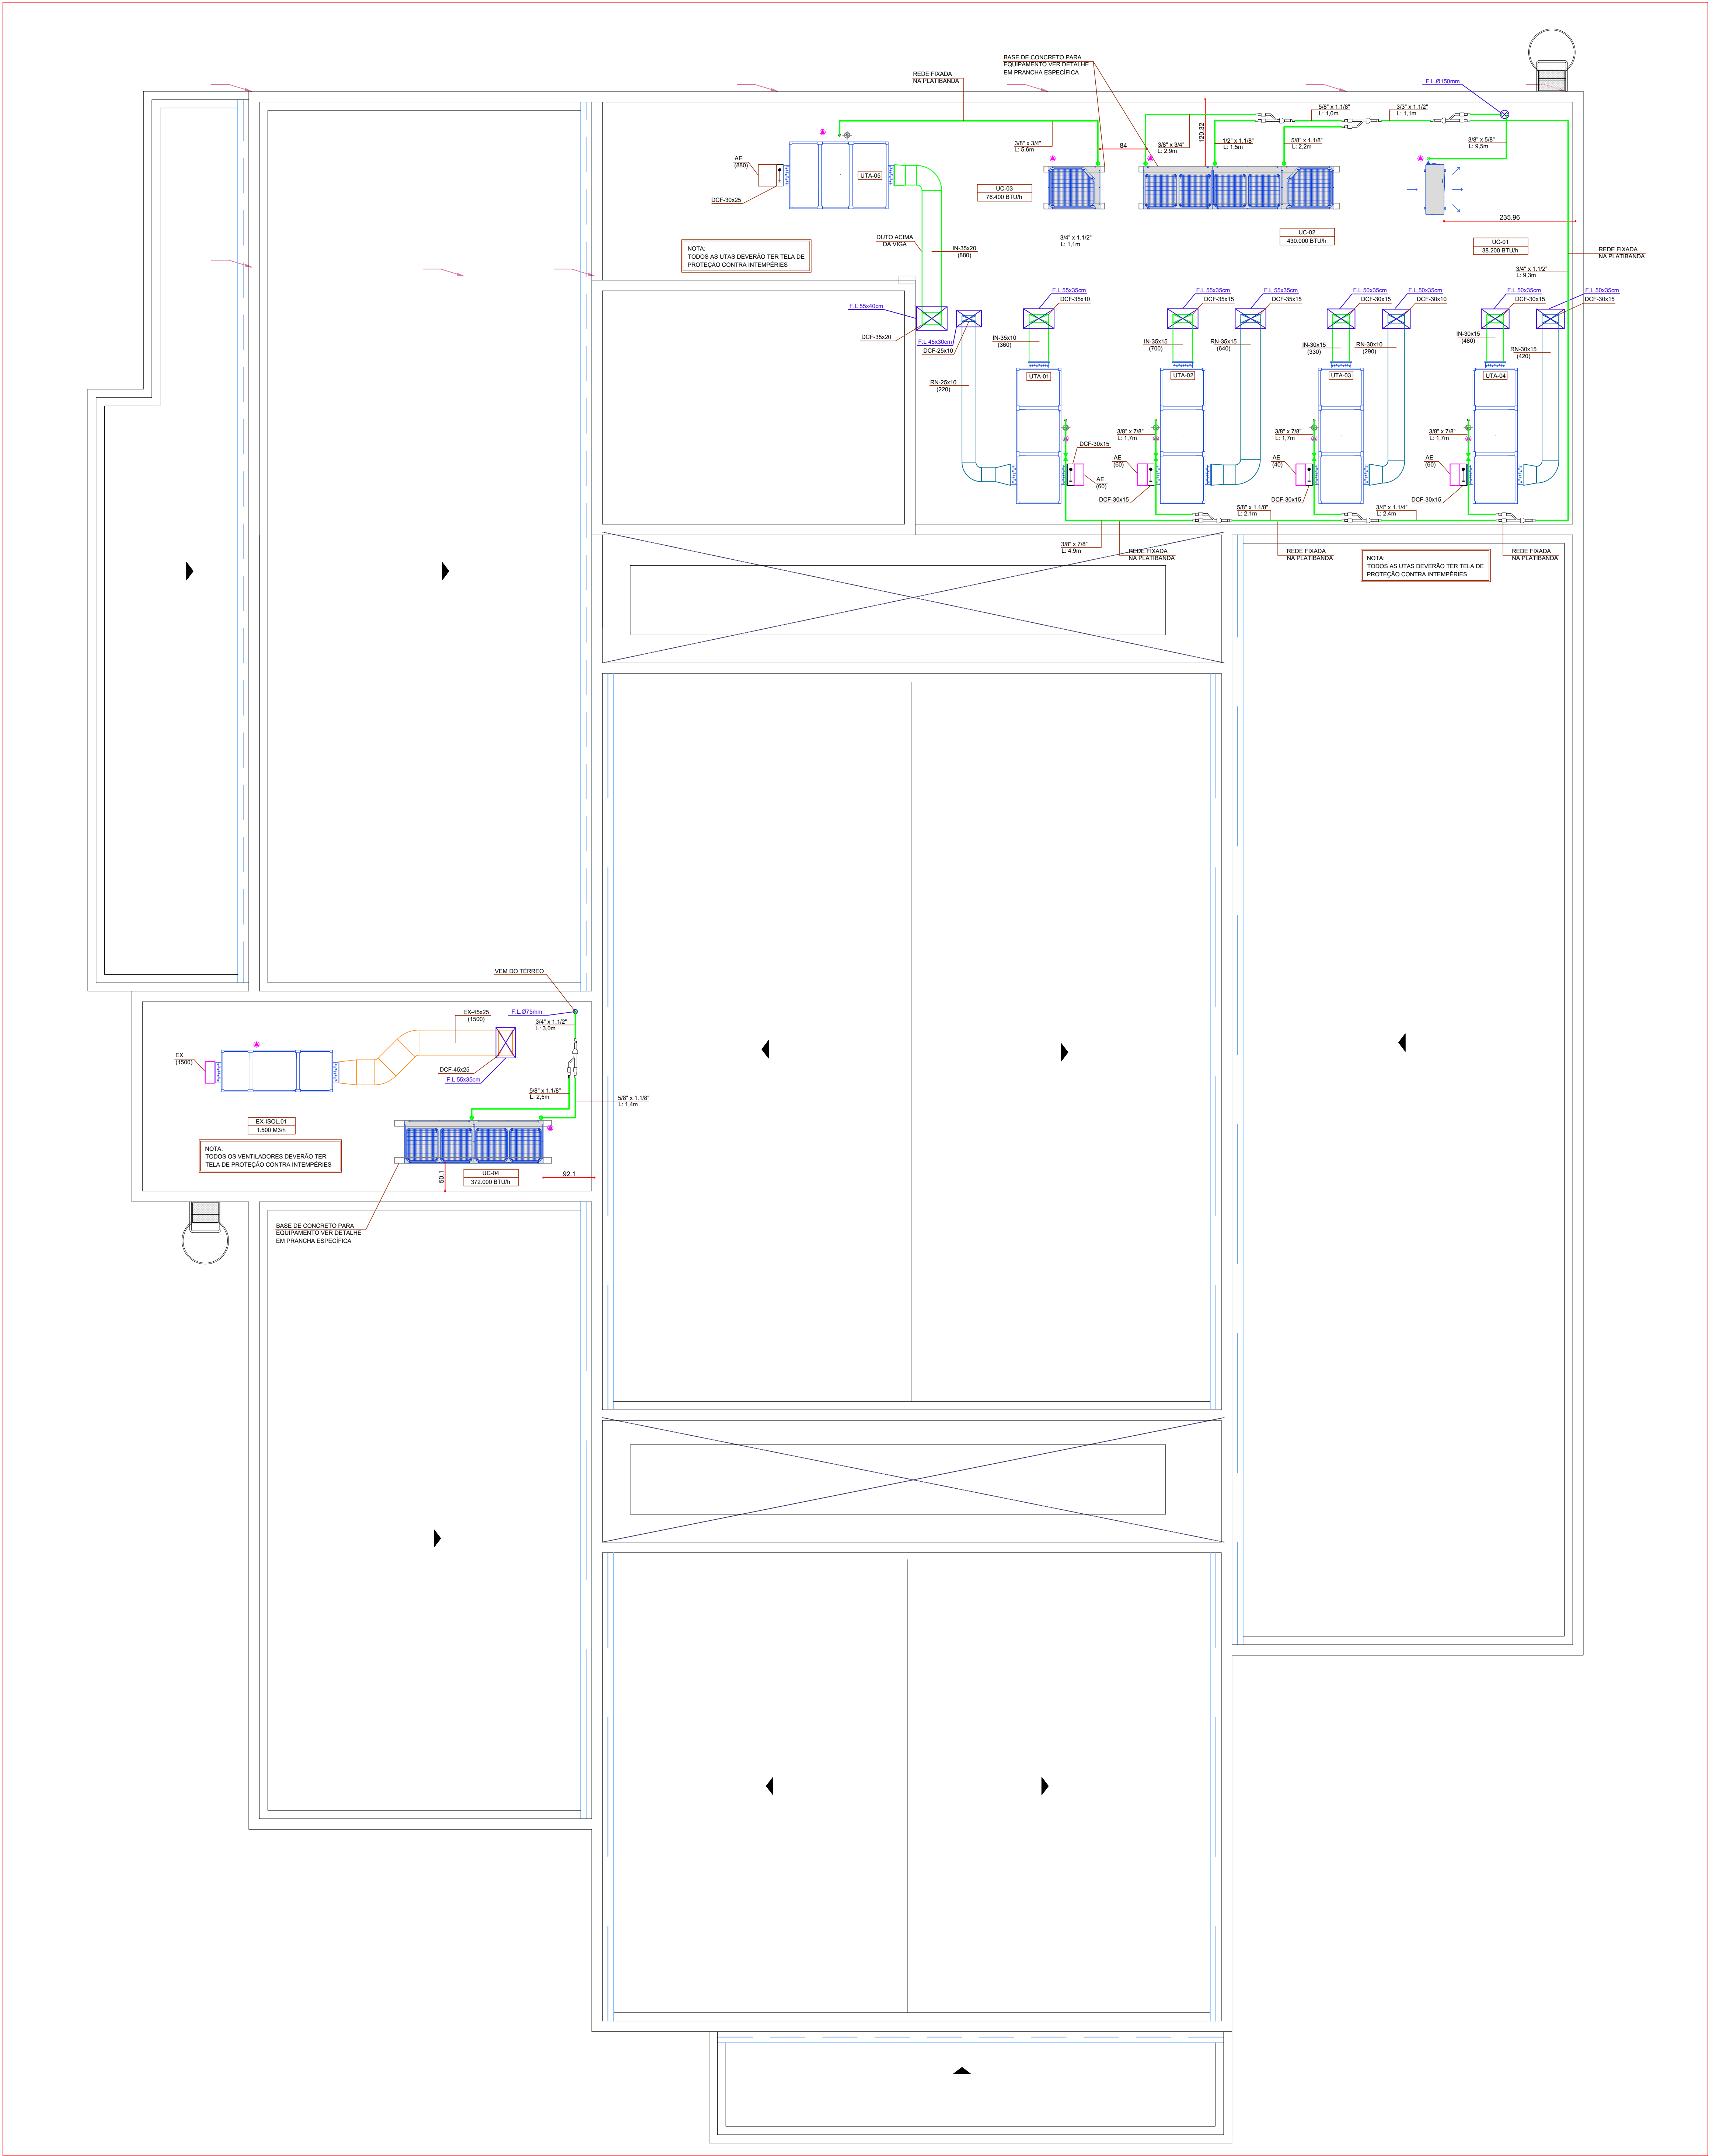 BASE DE CONCRETO PARA
EQUIPAMENTO VER DETALHE
EM PRANCHA ESPECÍFICA
REDE FIXADA
NA PLATIBANDA
F.L Ø150mm
5/8" x 1.1/8"
L: 1,0m
3/3" x 1.1/2"
L: 1,1m
120.32
3/8" x 3/4"
L: 5,6m
84
3/8" x 3/4"
L: 2,9m
1/2" x 1.1/8"
L: 1,5m
5/8" x 1.1/8"
L: 2,2m
3/8" x 5/8"
L: 9,5m
AE
(880)
UTA-05
DCF-30x25
UC-03
76.400 BTU/h
235.96
UC-02
430.000 BTU/h
UC-01
38.200 BTU/h
3/4" x 1.1/2"
L: 1,1m
DUTO ACIMA
DA VIGA
IN-35x20
(880)
NOTA:
TODOS AS UTAS DEVERÃO TER TELA DE
PROTEÇÃO CONTRA INTEMPÉRIES
REDE FIXADA
NA PLATIBANDA
3/4" x 1.1/2"
L: 9,3m
F.L 55x40cm
F.L 55x35cm
DCF-35x10
F.L 55x35cm
DCF-35x15
F.L 55x35cm
DCF-35x15
F.L 50x35cm
DCF-30x15
F.L 50x35cm
DCF-30x10
F.L 50x35cm
DCF-30x15
F.L 50x35cm
DCF-30x15
DCF-35x20
F.L 45x30cm
DCF-25x10
IN-35x10
(360)
IN-35x15
(700)
RN-35x15
(640)
IN-30x15
(330)
RN-30x10
(290)
IN-30x15
(480)
RN-30x15
(420)
UTA-01
UTA-02
UTA-03
UTA-04
RN-25x10
(220)
3/8" x 7/8"
L: 1,7m
3/8" x 7/8"
L: 1,7m
3/8" x 7/8"
L: 1,7m
DCF-30x15
AE
(60)
AE
(60)
AE
(40)
AE
(60)
DCF-30x15
DCF-30x15
DCF-30x15
5/8" x 1.1/8"
L: 2,1m
3/4" x 1.1/4"
L: 2,4m
3/8" x 7/8"
L: 4,9m
REDE FIXADA
NA PLATIBANDA
REDE FIXADA
NA PLATIBANDA
REDE FIXADA
NA PLATIBANDA
NOTA:
TODOS AS UTAS DEVERÃO TER TELA DE
PROTEÇÃO CONTRA INTEMPÉRIES
VEM DO TÉRREO
EX-45x25
(1500)
F.L.Ø75mm
3/4" x 1.1/2"
L: 3,0m
EX
(1500)
DCF-45x25
F.L 55x35cm
5/8" x 1.1/8"
L: 2,5m
5/8" x 1.1/8"
L: 1,4m
EX-ISOL.01
1.500 M3/h
NOTA:
TODOS OS VENTILADORES DEVERÃO TER
TELA DE PROTEÇÃO CONTRA INTEMPÉRIES
50.1
UC-04
372.000 BTU/h
92.1
BASE DE CONCRETO PARA
EQUIPAMENTO VER DETALHE
EM PRANCHA ESPECÍFICA